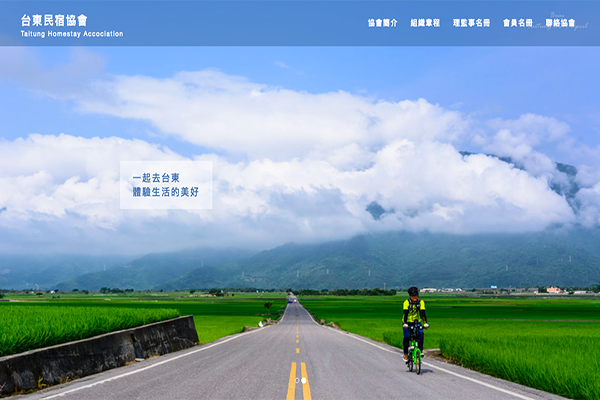 台東民宿協會
Taitung Homestay Accociation
協會簡介 組織章程 理監事名冊 會員名冊 聯絡協會
一起去台東
體驗生活的美好